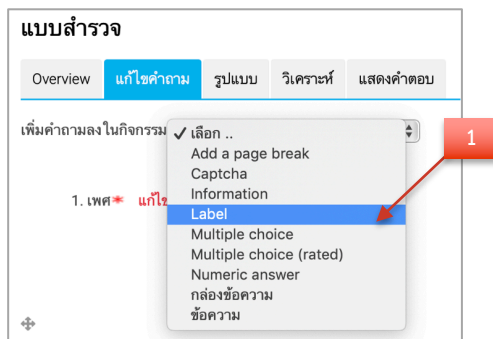 แบบสำรวจ
Overview แก้ไขคำถาม รูปแบบ วิเคราะห์ แสดงคำตอบ
เพิ่มคำถามลงในกิจกรรม ✓ เลือก ..
1
Add a page break
Captcha
Information
1. เพศ* แก้ไข
Label
Multiple choice
Multiple choice (rated)
Numeric answer
กล่องข้อความ
ข้อความ